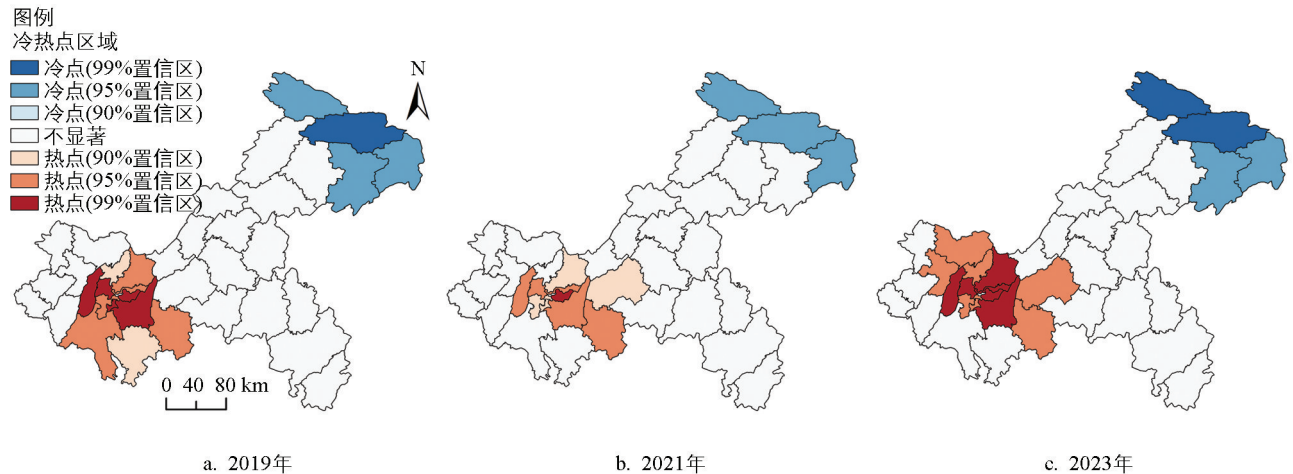 图例
冷热点区域
冷点(99%置信区)
冷点(95%置信区)
冷点(90%置信区)
不显著
热点(90%置信区)
热点(95%置信区)
热点(99%置信区)
N
0 40 80 km
a. 2019年
b. 2021年
c. 2023年